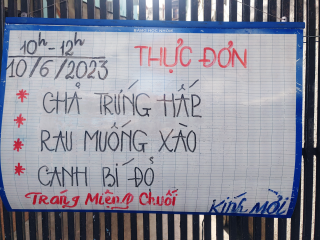 10h-12h
THỰC ĐƠN
10/6/2023
* CHẢ TRỨNG HẤP
* RAU MUỐNG XÀO
* CANH BÍ ĐỎ
Tráng Miệng Chuối
Kính Mời